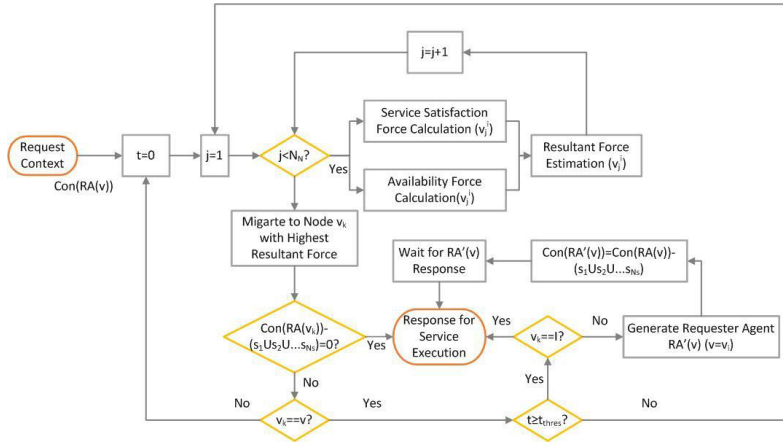 j=j+1
Request
Context
Con(RA(v))
t=0
j=1
j<N_N?
Yes
Service Satisfaction
Force Calculation (v_j^i)
Availability Force
Calculation(v_j^i)
Resultant Force
Estimation (v_j^i)
Migarte to Node v_k
with Highest
Resultant Force
Wait for RA'(v)
Response
Con(RA'(v))=Con(RA(v))-
(s_1Us_2U...s_Ns)
Con(RA(v_k))-
(s_1Us_2U...s_Ns)=0?
Yes
Response for
Service
Execution
Yes
v_k==I?
No
Generate Requester Agent
RA'(v) (v=v_i)
No
Yes
No
v_k==v?
Yes
t≥t_thres?
No